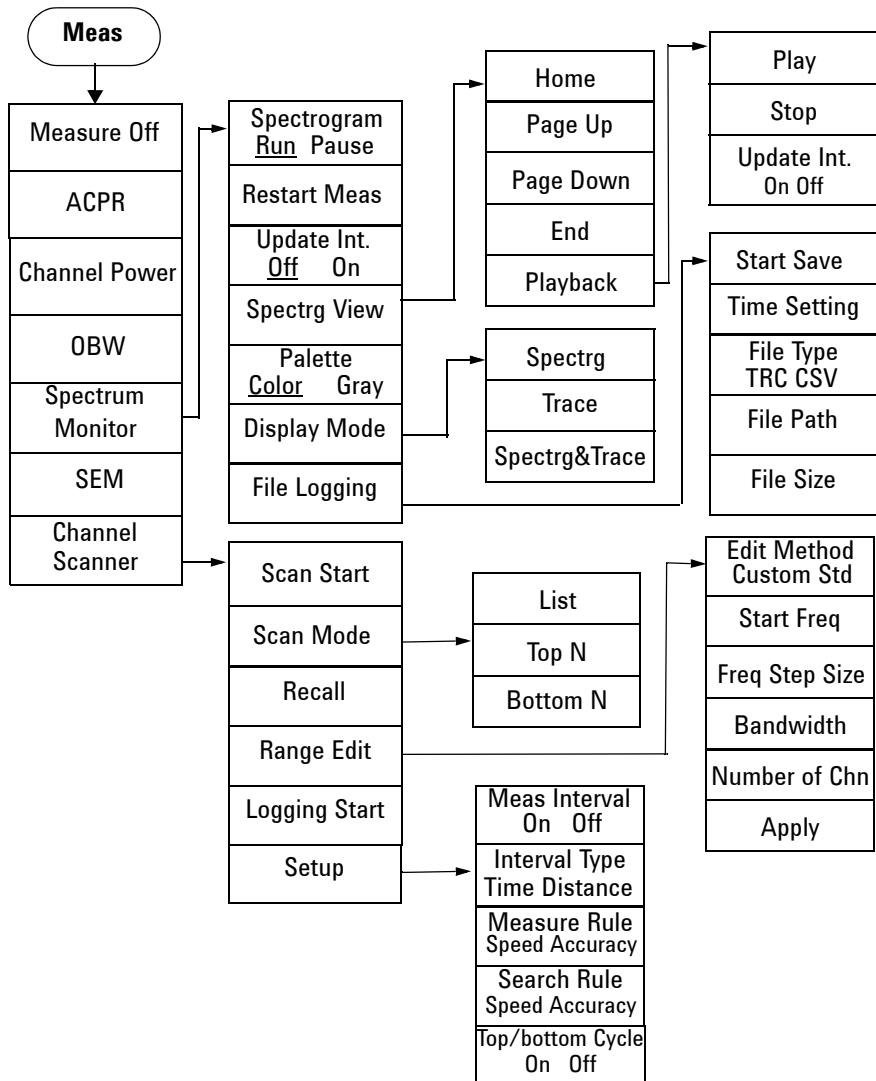 Meas
Measure Off
ACPR
Channel Power
OBW
Spectrum
Monitor
SEM
Channel
Scanner
Spectrogram
Run Pause
Restart Meas
Update Int.
Off On
Spectrg View
Palette
Color Gray
Display Mode
File Logging
Home
Page Up
Page Down
End
Playback
Play
Stop
Update Int.
On Off
Spectrg
Trace
Spectrg&Trace
Start Save
Time Setting
File Type
TRC CSV
File Path
File Size
Scan Start
Scan Mode
Recall
Range Edit
Logging Start
Setup
List
Top N
Bottom N
Edit Method
Custom Std
Start Freq
Freq Step Size
Bandwidth
Number of Chn
Apply
Meas Interval
On Off
Interval Type
Time Distance
Measure Rule
Speed Accuracy
Search Rule
Speed Accuracy
Top/bottom Cycle
On Off